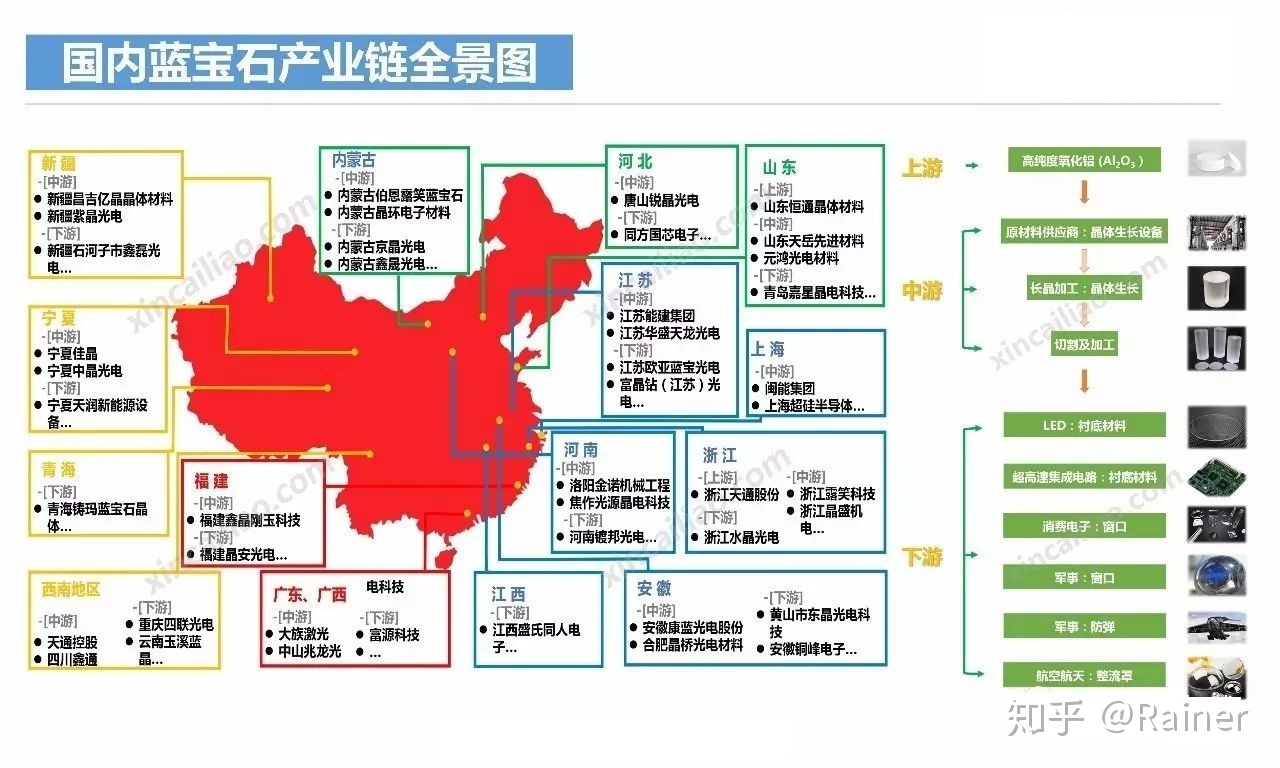 国内蓝宝石产业链全景图
新疆
-[中游]
● 新疆昌吉亿晶晶体材料
● 新疆紫晶光电
-[下游]
● 新疆石河子市鑫磊光
电...
内蒙古
-[中游]
● 内蒙古伯恩露笑蓝宝石
● 内蒙古晶环电子材料
-[下游]
● 内蒙古京晶光电
● 内蒙古鑫晟光电...
河北
-[中游]
● 唐山锐晶光电
-[下游]
● 同方国芯电子...
山东
-[上游]
● 山东恒通晶体材料
-[中游]
● 山东天岳先进材料
● 元鸿光电材料
-[下游]
● 青岛嘉星晶电科技...
宁夏
-[中游]
● 宁夏佳晶
● 宁夏中晶光电
-[下游]
● 宁夏天润新能源设
备...
江苏
-[中游]
● 江苏能建集团
● 江苏华盛天龙光电
-[下游]
● 江苏欧亚蓝宝光电
● 富晶钻（江苏）光
电...
上海
-[中游]
● 闽能集团
● 上海超硅半导体...
青海
-[下游]
● 青海铸玛蓝宝石晶
体...
福建
-[中游]
● 福建鑫晶刚玉科技
-[下游]
● 福建晶安光电...
河南
-[中游]
● 洛阳金诺机械工程
● 焦作光源晶电科技
-[下游]
● 河南镀邦光电...
浙江
-[上游]
● 浙江天通股份
-[下游]
● 浙江水晶光电
-[中游]
● 浙江露笑科技
● 浙江晶盛机
电...
西南地区
-[中游]
● 天通控股
● 四川鑫通
-[下游]
● 重庆四联光电
● 云南玉溪蓝
晶...
广东、广西
-[中游]
● 大族激光
● 中山兆龙光
电科技
-[下游]
● 富源科技
● ...
江西
-[下游]
● 江西盛氏同人电
子...
安徽
-[中游]
● 安徽康蓝光电股份
● 合肥晶桥光电材料
-[下游]
● 黄山市东晶光电科
技
● 安徽铜峰电子...
上游
高纯度氧化铝 (Al₂O₃ )
中游
原材料供应商：晶体生长设备
长晶加工：晶体生长
切割及加工
下游
LED：衬底材料
超高速集成电路：衬底材料
消费电子：窗口
军事：窗口
军事：防弹
航空航天：整流罩
xincailiao.com
xincailiao.com
xincailiao.com
xincailiao.com
xincailiao.com
xincailiao.com
知乎 @Rainer